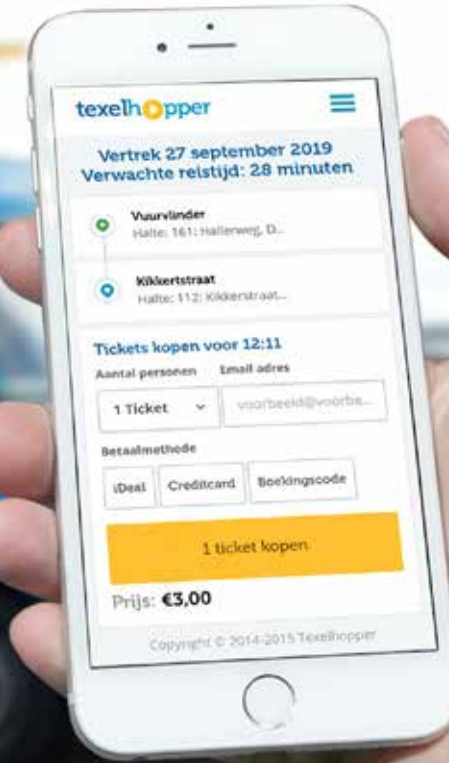 texelhopper
Vertrek 27 september 2019
Verwachte reistijd: 28 minuten
Vuurvlinder
Halte: 161: Hallerweg, D...
Kikkertstraat
Halte: 112: Kikkerstraat...
Tickets kopen voor 12:11
Aantal personen Email adres
1 Ticket voorbeeld@voorbe...
Betaalmethode
iDeal Creditcard Boekingscode
1 ticket kopen
Prijs: €3,00
Copyright © 2014-2015 Texelhopper